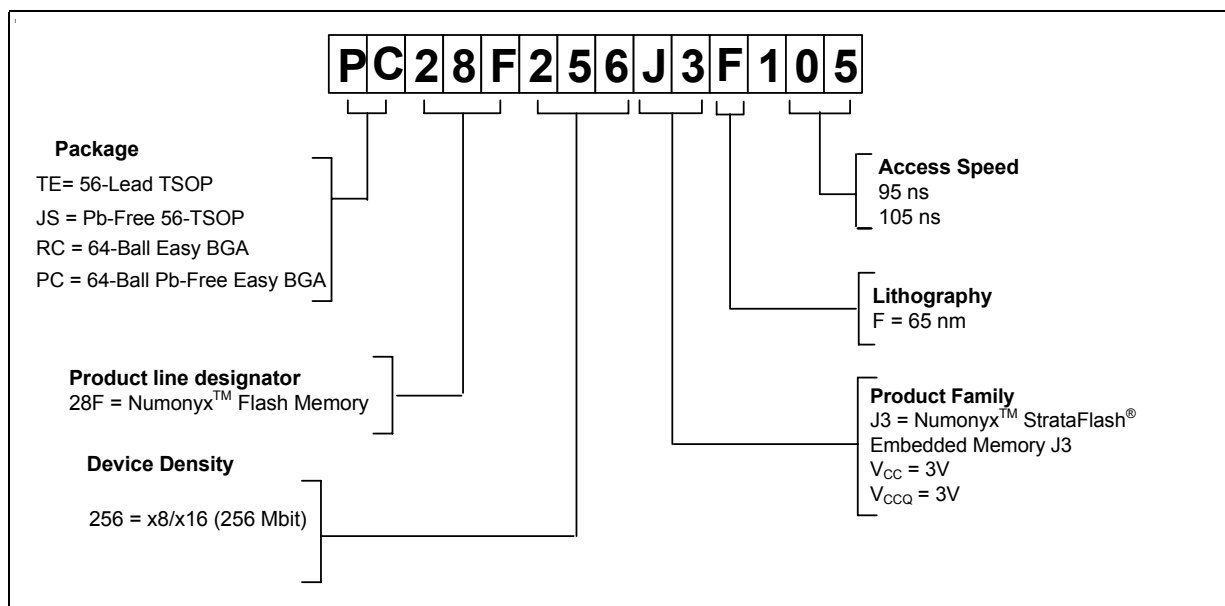 PC28F256J3F105
Package
TE= 56-Lead TSOP
JS = Pb-Free 56-TSOP
RC = 64-Ball Easy BGA
PC = 64-Ball Pb-Free Easy BGA
Product line designator
28F = Numonyx™ Flash Memory
Device Density
256 = x8/x16 (256 Mbit)
Access Speed
95 ns
105 ns
Lithography
F = 65 nm
Product Family
J3 = Numonyx™ StrataFlash®
Embedded Memory J3
VCC = 3V
VCCQ = 3V